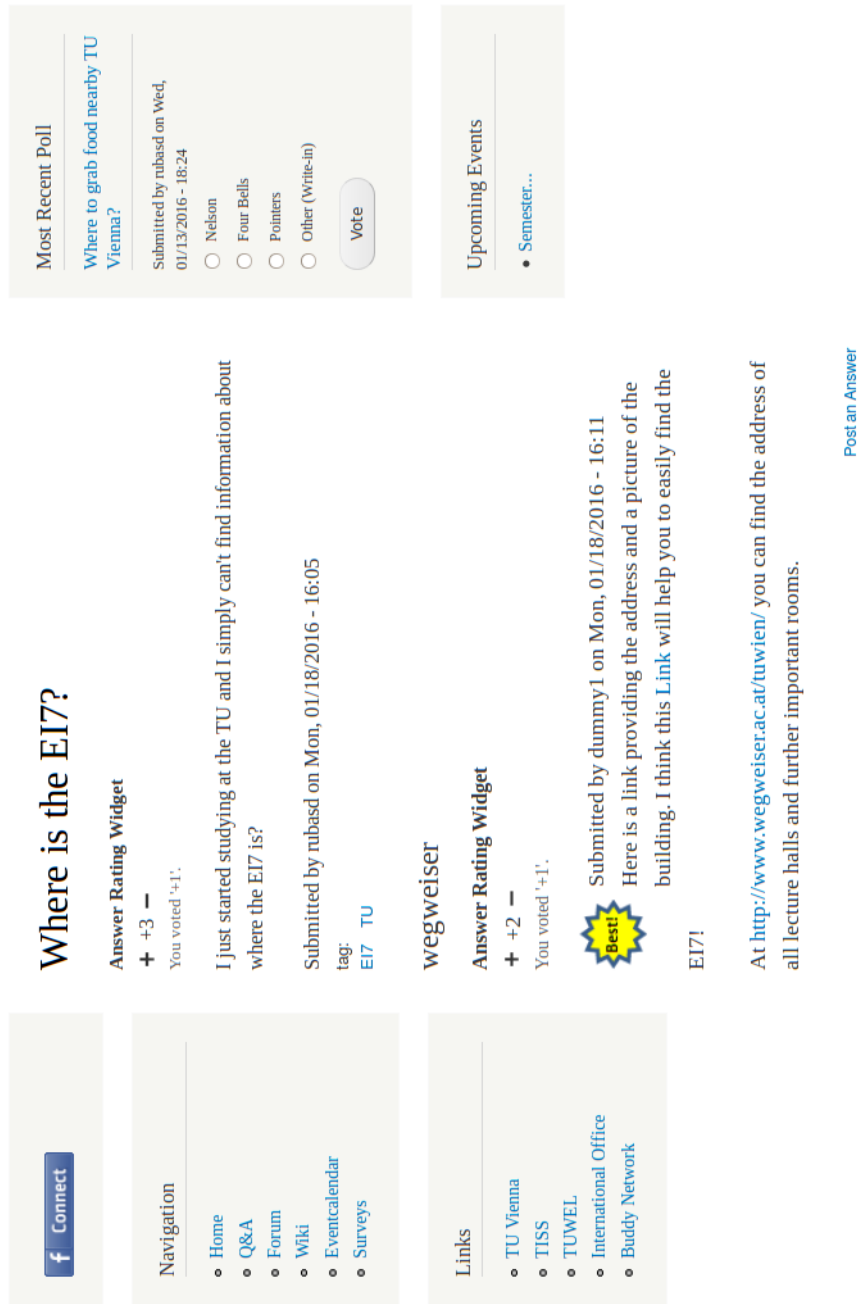 f Connect
Navigation
Home
Q&A
Forum
Wiki
Eventcalendar
Surveys
Links
TU Vienna
TISS
TUWEL
International Office
Buddy Network
Where is the EI7?
Answer Rating Widget
+ +3 −
You voted '+1'.
I just started studying at the TU and I simply can't find information about
where the EI7 is?
Submitted by rubasd on Mon, 01/18/2016 - 16:05
tag:
EI7 TU
wegweiser
Answer Rating Widget
+ +2 −
You voted '+1'.
Best!
Submitted by dummy1 on Mon, 01/18/2016 - 16:11
Here is a link providing the address and a picture of the
building. I think this Link will help you to easily find the
EI7!
At http://www.wegweiser.ac.at/tuwien/ you can find the address of
all lecture halls and further important rooms.
Post an Answer
Most Recent Poll
Where to grab food nearby TU
Vienna?
Submitted by rubasd on Wed,
01/13/2016 - 18:24
Nelson
Four Bells
Pointers
Other (Write-in)
Vote
Upcoming Events
Semester...